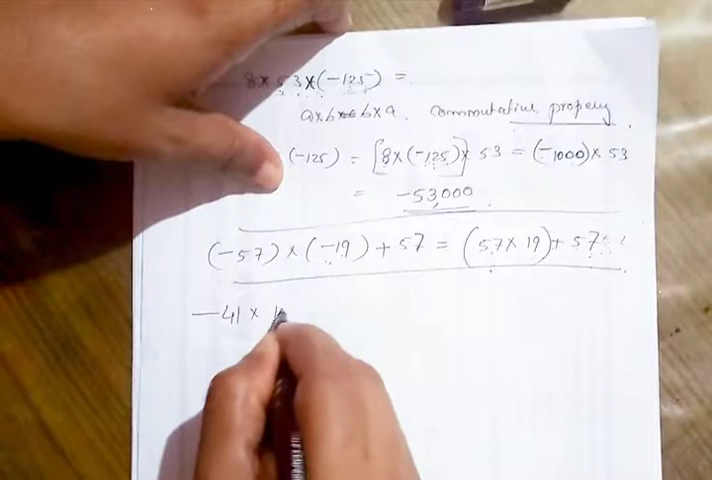 8×53×(-125) =
a×b×c b×a. Commutative propery
(-125) = [8×(-125)]× 53 = (-1000)× 53
= -53,000.
(-57) × (-19) + 57 = (57×19)+ 57
-41 ×